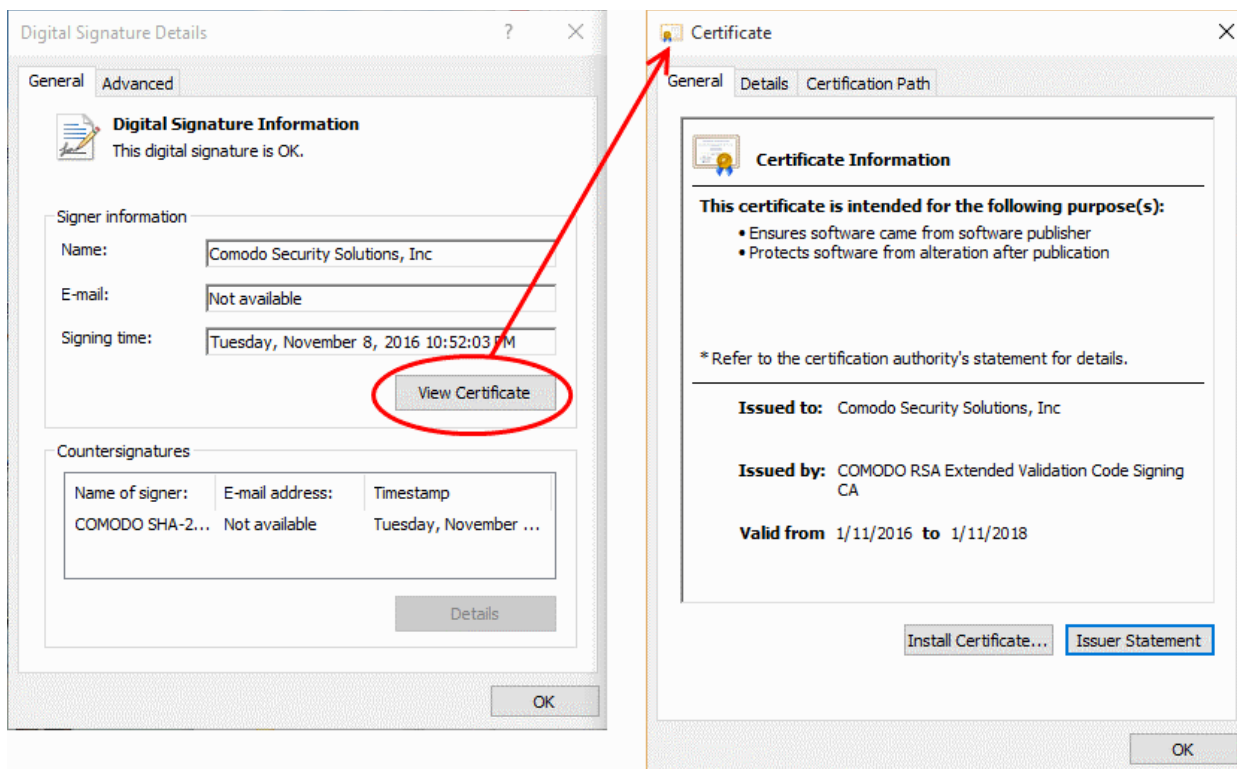 Digital Signature Details
General
Advanced
Digital Signature Information
This digital signature is OK.
Signer information
Name:
Comodo Security Solutions, Inc
E-mail:
Not available
Signing time:
Tuesday, November 8, 2016 10:52:03 PM
View Certificate
Countersignatures
Name of signer:
E-mail address:
Timestamp
COMODO SHA-2...
Not available
Tuesday, November ...
Details
OK
Certificate
General
Details
Certification Path
Certificate Information
This certificate is intended for the following purpose(s):
• Ensures software came from software publisher
• Protects software from alteration after publication
* Refer to the certification authority's statement for details.
Issued to: Comodo Security Solutions, Inc
Issued by: COMODO RSA Extended Validation Code Signing
CA
Valid from 1/11/2016 to 1/11/2018
Install Certificate...
Issuer Statement
OK